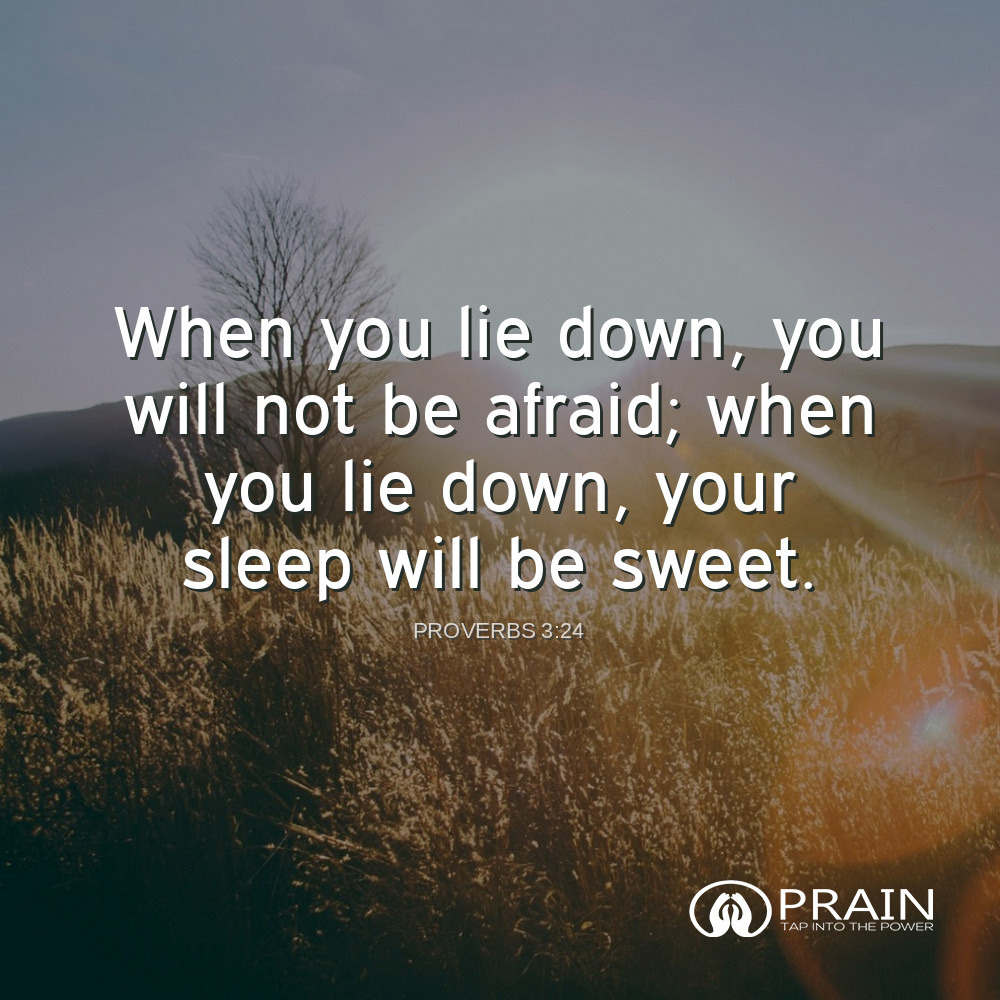 When you lie down, you
will not be afraid; when
you lie down, your
sleep will be sweet.
PROVERBS 3:24
PRAIN
TAP INTO THE POWER